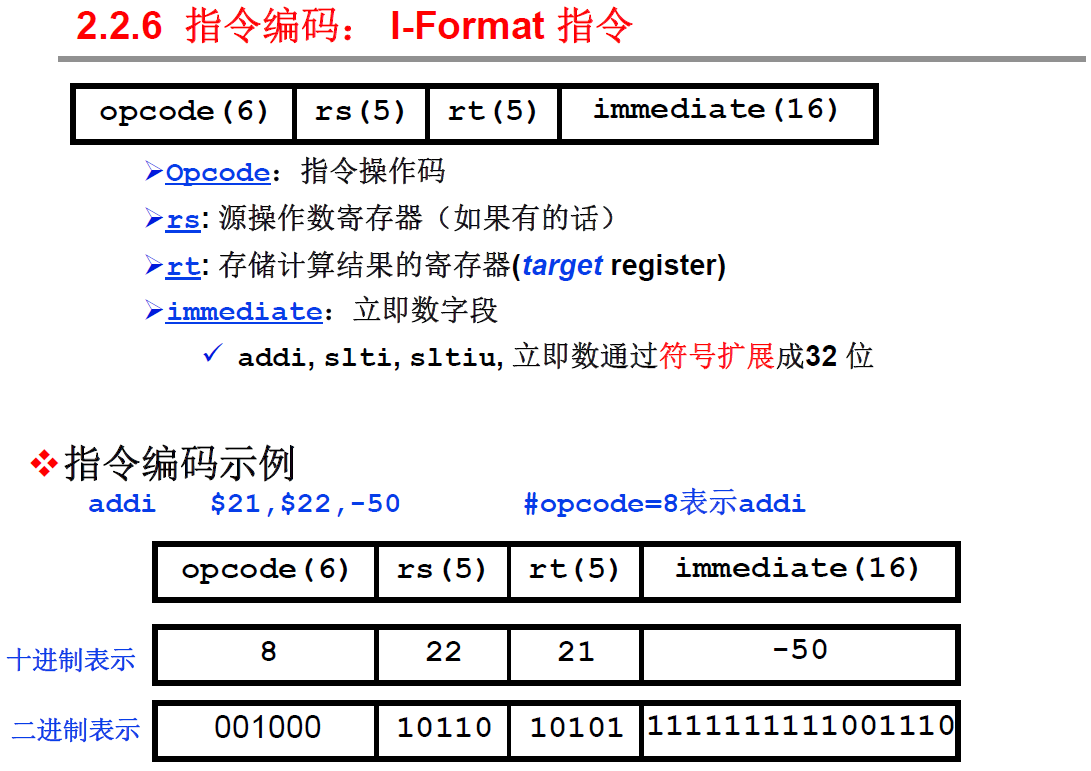 2.2.6 指令编码： I-Format 指令
opcode(6) rs(5) rt(5) immediate(16)
➢Opcode：指令操作码
➢rs: 源操作数寄存器（如果有的话）
➢rt: 存储计算结果的寄存器(target register)
➢immediate：立即数字段
✓ addi, slti, sltiu, 立即数通过符号扩展成32 位
❖指令编码示例
addi $21,$22,-50 #opcode=8表示addi
opcode(6) rs(5) rt(5) immediate(16)
十进制表示 8 22 21 -50
二进制表示 001000 10110 10101 1111111111001110